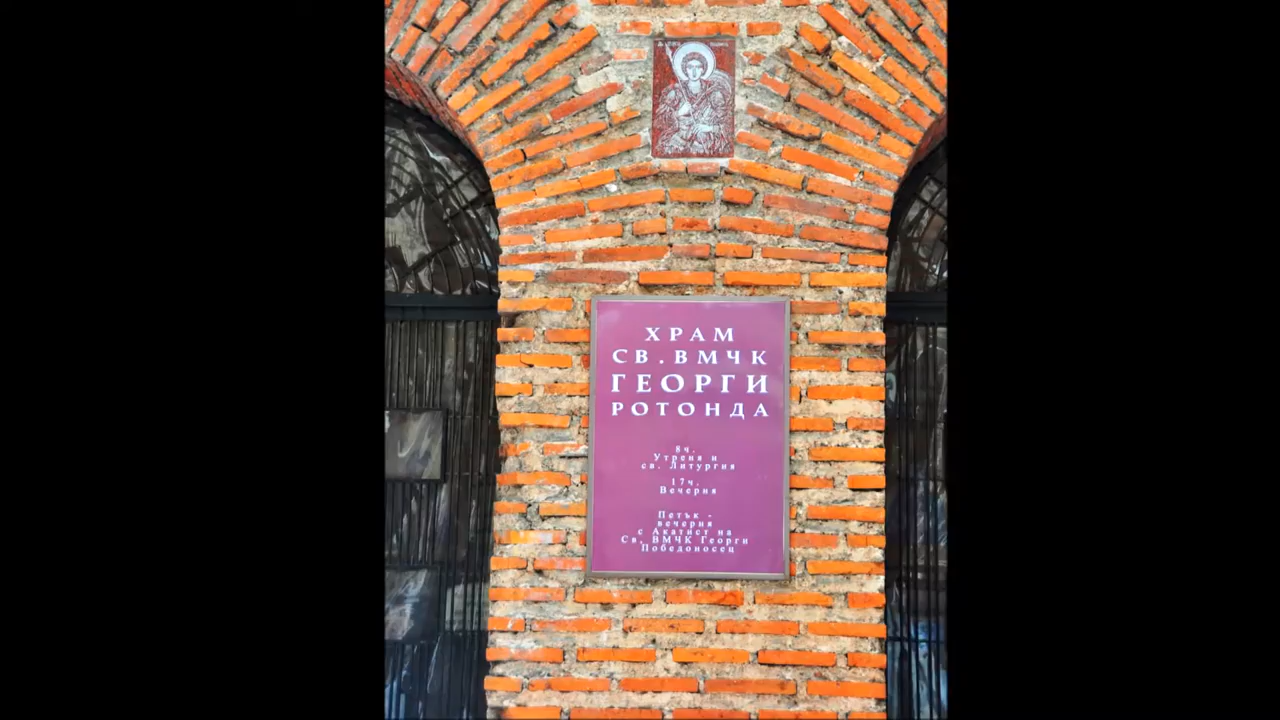 ХРАМ
СВ.ВМЧК
ГЕОРГИ
РОТОНДА
8ч.
Утреня и
св. Литургия
17ч.
Вечерня
Петък -
вечерня
с Акатист на
Св. ВМЧК Георги
Победоносец